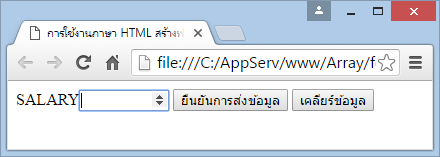 การใช้งานภาษา HTML สร้างฟ
file:///C:/AppServ/www/Array/f
SALARY ยืนยันการส่งข้อมูล เคลียร์ข้อมูล